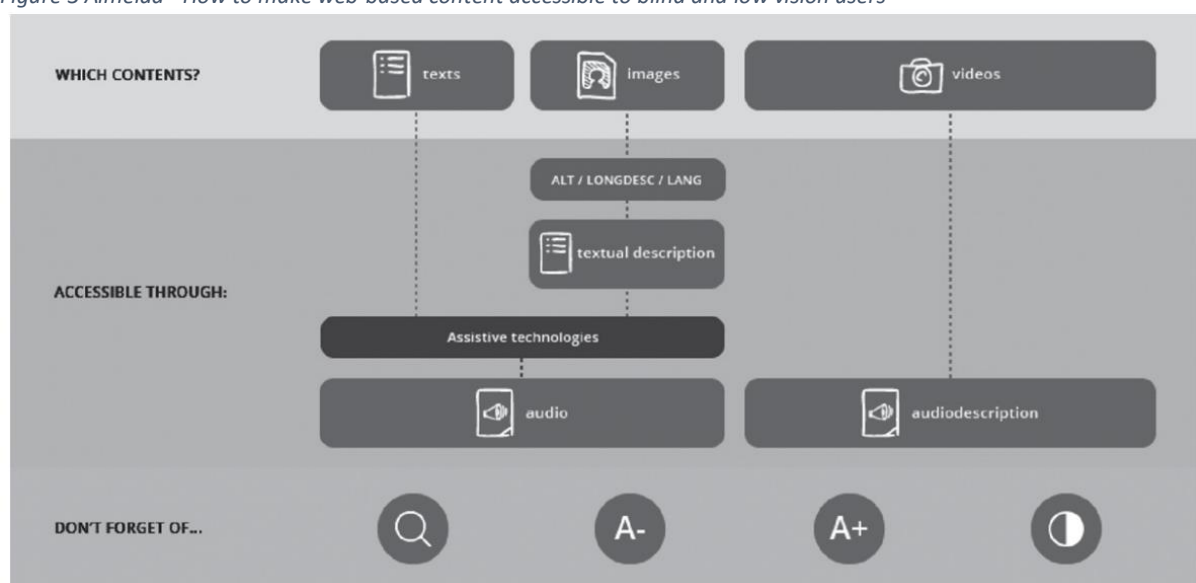 Figure 3 Almeida - How to make web-based content accessible to blind and low vision users
WHICH CONTENTS?
texts
images
videos
ALT / LONGDESC / LANG
textual description
ACCESSIBLE THROUGH:
Assistive technologies
audio
audiodescription
DON'T FORGET OF...
A-
A+